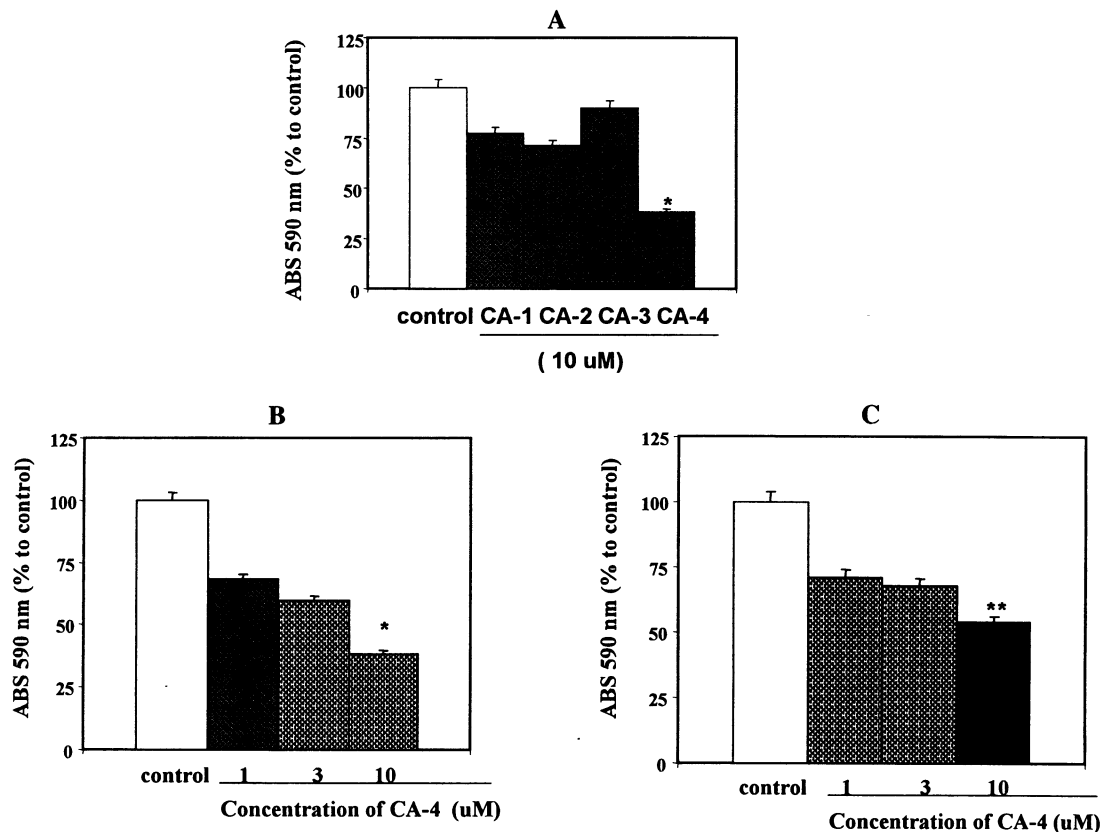 A
ABS 590 nm (% to control)
125
100
75
50
25
0
*
control CA-1 CA-2 CA-3 CA-4
( 10 uM)
B
ABS 590 nm (% to control)
125
100
75
50
25
0
*
control 1 3 10
Concentration of CA-4 (uM)
C
ABS 590 nm (% to control)
125
100
75
50
25
0
**
control 1 3 10
Concentration of CA-4 (uM)